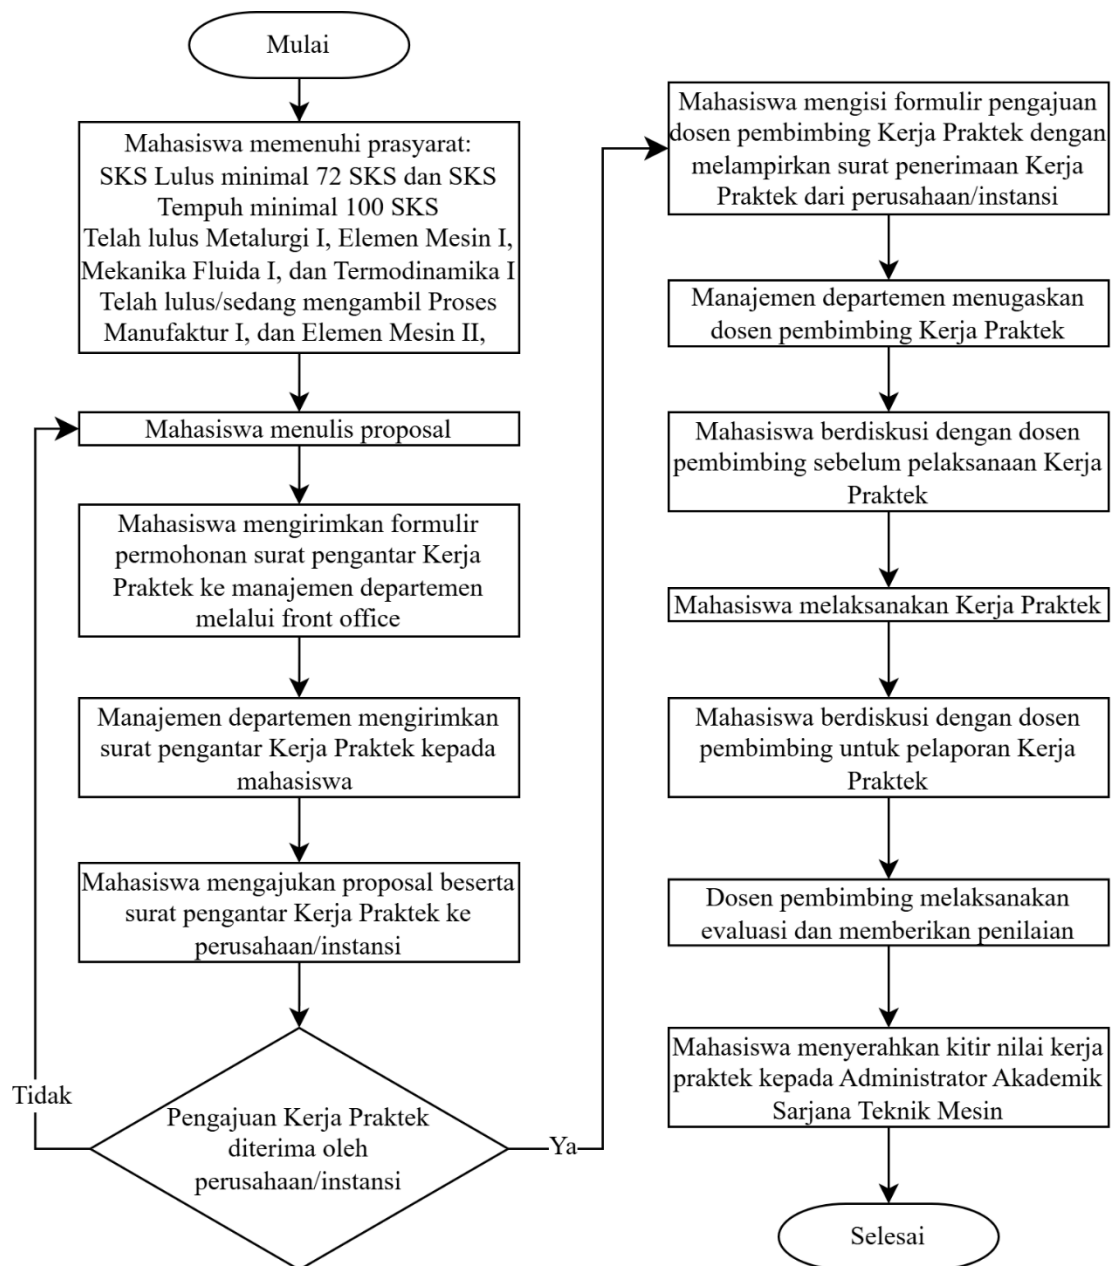 Mulai
Mahasiswa memenuhi prasyarat:
SKS Lulus minimal 72 SKS dan SKS
Tempuh minimal 100 SKS
Telah lulus Metalurgi I, Elemen Mesin I,
Mekanika Fluida I, dan Termodinamika I
Telah lulus/sedang mengambil Proses
Manufaktur I, dan Elemen Mesin II,
Mahasiswa menulis proposal
Mahasiswa mengirimkan formulir
permohonan surat pengantar Kerja
Praktek ke manajemen departemen
melalui front office
Manajemen departemen mengirimkan
surat pengantar Kerja Praktek kepada
mahasiswa
Mahasiswa mengajukan proposal beserta
surat pengantar Kerja Praktek ke
perusahaan/instansi
Pengajuan Kerja Praktek
diterima oleh
perusahaan/instansi
Tidak
Ya
Mahasiswa mengisi formulir pengajuan
dosen pembimbing Kerja Praktek dengan
melampirkan surat penerimaan Kerja
Praktek dari perusahaan/instansi
Manajemen departemen menugaskan
dosen pembimbing Kerja Praktek
Mahasiswa berdiskusi dengan dosen
pembimbing sebelum pelaksanaan Kerja
Praktek
Mahasiswa melaksanakan Kerja Praktek
Mahasiswa berdiskusi dengan dosen
pembimbing untuk pelaporan Kerja
Praktek
Dosen pembimbing melaksanakan
evaluasi dan memberikan penilaian
Mahasiswa menyerahkan kitir nilai kerja
praktek kepada Administrator Akademik
Sarjana Teknik Mesin
Selesai